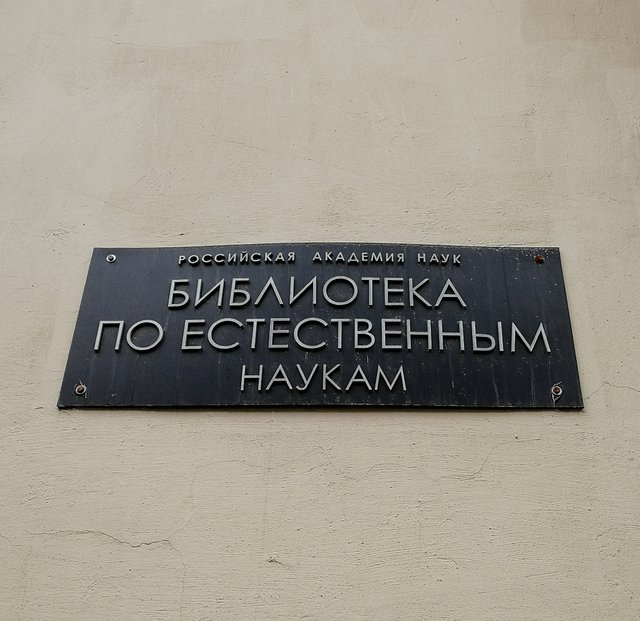 РОССИЙСКАЯ АКАДЕМИЯ НАУК
БИБЛИОТЕКА
ПО ЕСТЕСТВЕННЫМ
НАУКАМ